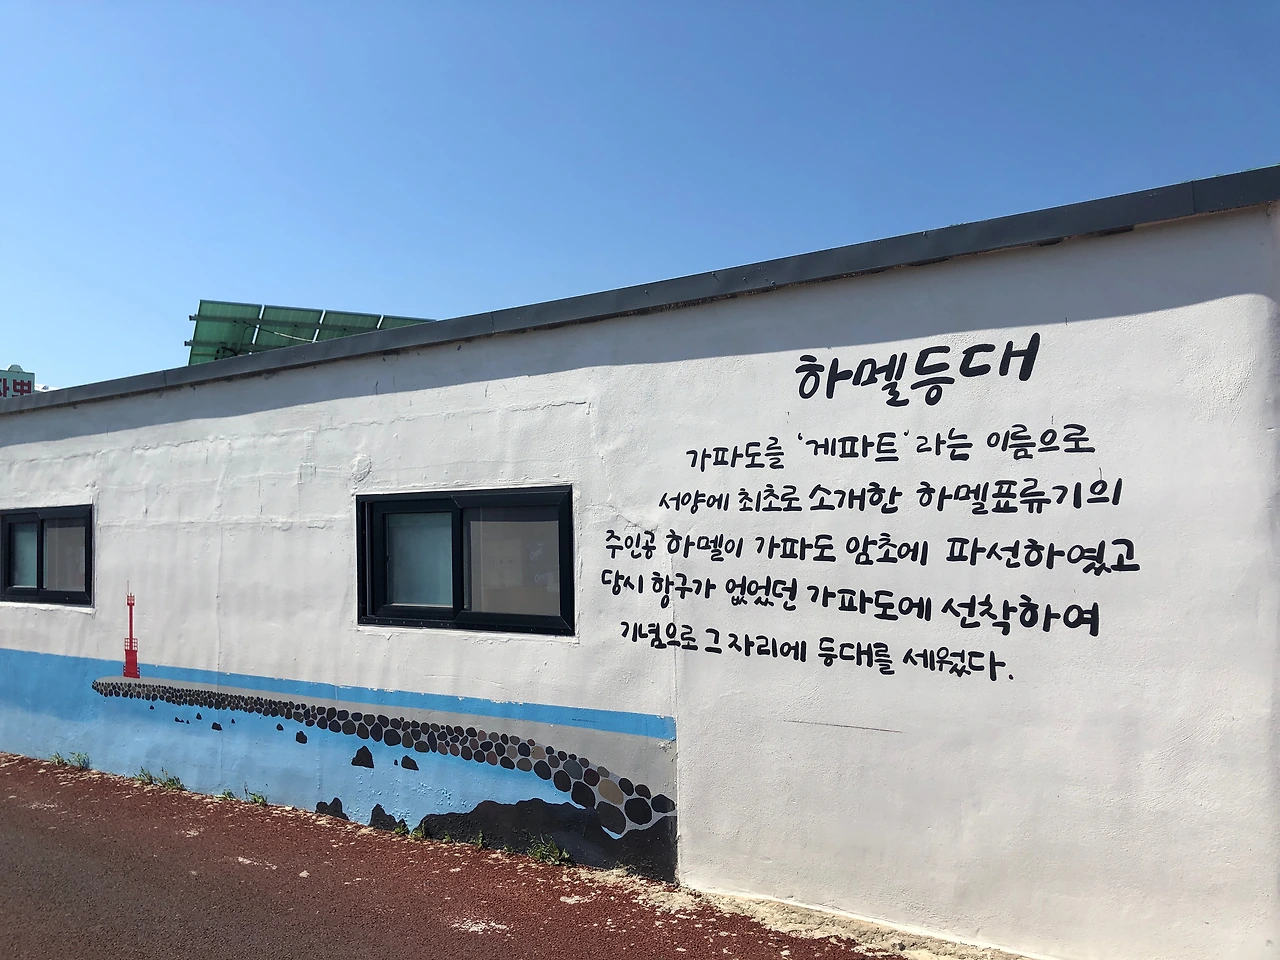 하멜등대
가파도를 '게파트'라는 이름으로
서양에 최초로 소개한 하멜표류기의
주인공 하멜이 가파도 암초에 파선하였고
당시 항구가 없었던 가파도에 선착하여
기념으로 그 자리에 등대를 세웠다.